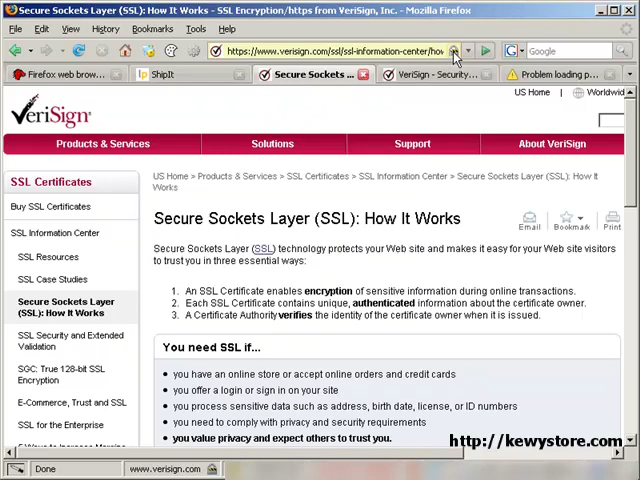 Secure Sockets Layer (SSL): How It Works - SSL Encryption/https from VeriSign, Inc. - Mozilla Firefox
File Edit View History Bookmarks Tools Help
https://www.verisign.com/ssl/ssl-information-center/how
Google
Firefox web brow...
ShipIt
Secure Sockets ...
VeriSign - Security,...
Problem loading p...
US Home | Worldwid
VeriSign
Products & Services Solutions Support About VeriSign
SSL Certificates
Buy SSL Certificates
SSL Information Center
SSL Resources
SSL Case Studies
Secure Sockets Layer
(SSL): How It Works
SSL Security and Extended
Validation
SGC: True 128-bit SSL
Encryption
E-Commerce, Trust and SSL
SSL for the Enterprise
US Home > Products & Services > SSL Certificates > SSL Information Center > Secure Sockets Layer (SSL): How It
Works
Secure Sockets Layer (SSL): How It Works
Email Bookmark Print
Secure Sockets Layer (SSL) technology protects your Web site and makes it easy for your Web site visitors
to trust you in three essential ways:
1. An SSL Certificate enables encryption of sensitive information during online transactions.
2. Each SSL Certificate contains unique, authenticated information about the certificate owner.
3. A Certificate Authority verifies the identity of the certificate owner when it is issued.
You need SSL if...
• you have an online store or accept online orders and credit cards
• you offer a login or sign in on your site
• you process sensitive data such as address, birth date, license, or ID numbers
• you need to comply with privacy and security requirements
• you value privacy and expect others to trust you.
http://kewystore.com
Done
www.verisign.com